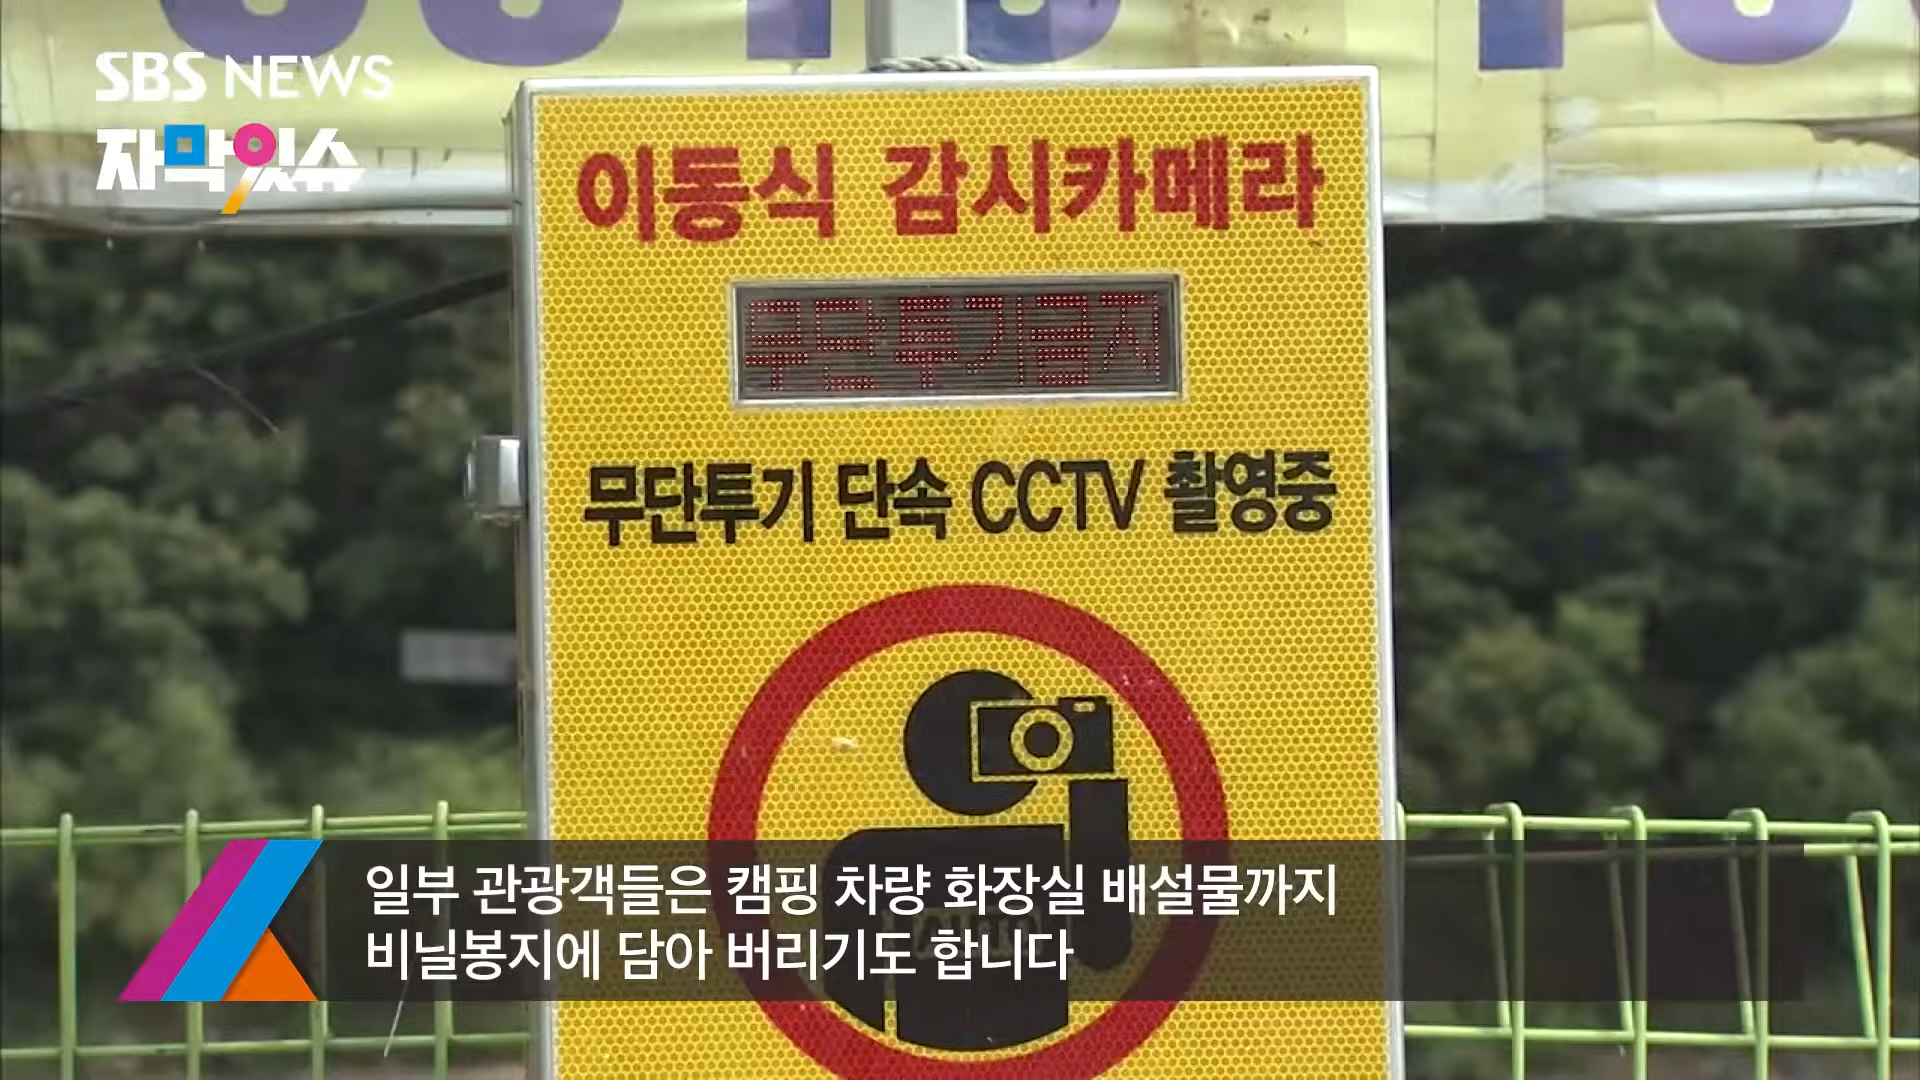 SBS NEWS
자막잇슈
이동식 감시카메라
무단투기금지
무단투기 단속 CCTV 촬영중
일부 관광객들은 캠핑 차량 화장실 배설물까지
비닐봉지에 담아 버리기도 합니다